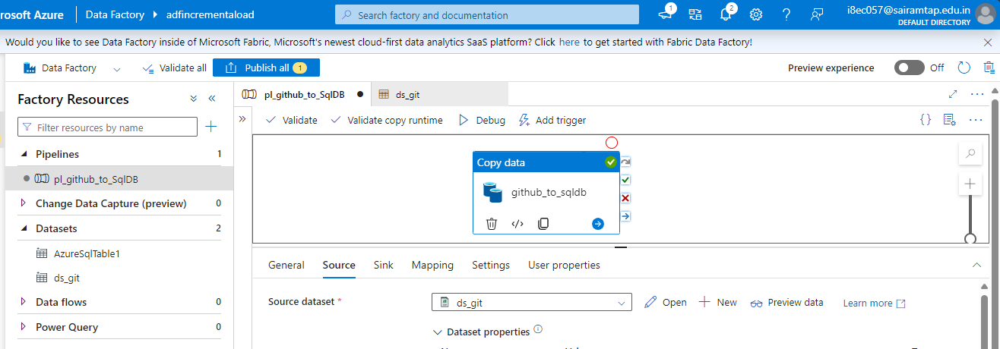 rosoft Azure Data Factory adfincrementaload Search factory and documentation 1 2 i8ec057@sairamtap.edu.in
DEFAULT DIRECTORY
Would you like to see Data Factory inside of Microsoft Fabric, Microsoft's newest cloud-first data analytics SaaS platform? Click here to get started with Fabric Data Factory!
Data Factory Validate all Publish all 1 Preview experience Off
Factory Resources
pl_github_to_SqlDB ds_git
Filter resources by name
Validate Validate copy runtime Debug Add trigger
Pipelines 1
pl_github_to_SqlDB
Change Data Capture (preview) 0
Datasets 2
AzureSqlTable1
ds_git
Data flows 0
Power Query 0
Copy data
github_to_sqldb
General Source Sink Mapping Settings User properties
Source dataset * ds_git Open New Preview data Learn more
Dataset properties